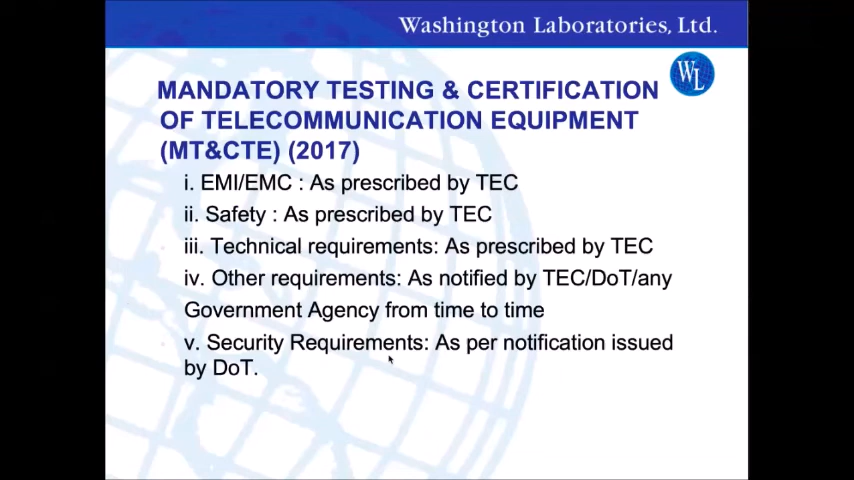 Washington Laboratories, Ltd.
WL
MANDATORY TESTING & CERTIFICATION
OF TELECOMMUNICATION EQUIPMENT
(MT&CTE) (2017)
i. EMI/EMC : As prescribed by TEC
ii. Safety : As prescribed by TEC
iii. Technical requirements: As prescribed by TEC
iv. Other requirements: As notified by TEC/DoT/any
Government Agency from time to time
v. Security Requirements: As per notification issued
by DoT.